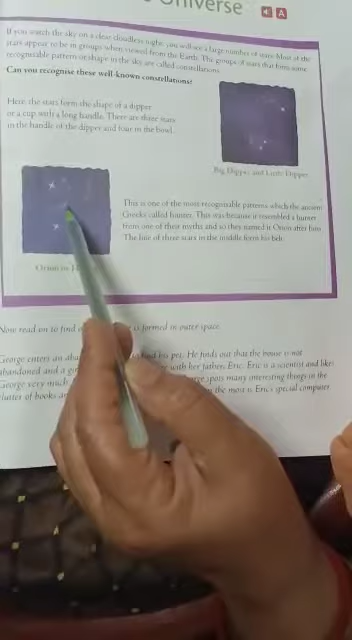 Universe
A
If you watch the sky on a clear cloudless night, you will see a large number of stars. Most of the
stars appear to be in groups when viewed from the Earth. The groups of stars that form some
recognisable pattern or shape in the sky are called constellations.
Can you recognise these well-known constellations?
Here the stars form the shape of a dipper
or a cup with a long handle. There are three stars
in the handle of the dipper and four in the bowl.
Big Dipper and Little Dipper
This is one of the most recognisable patterns which the ancient
Greeks called hunter. This was because it resembled a hunter
from one of their myths and so they named it Orion after him.
The line of three stars in the middle form his belt.
Orion or
Now read on to find is formed in outer space.
George enters an his pet. He finds out that the house is not
abandoned and a with her father, Eric. Eric is a scientist and likes
George very much spots many interesting things in the
clutter of books the most is Eric's special computer